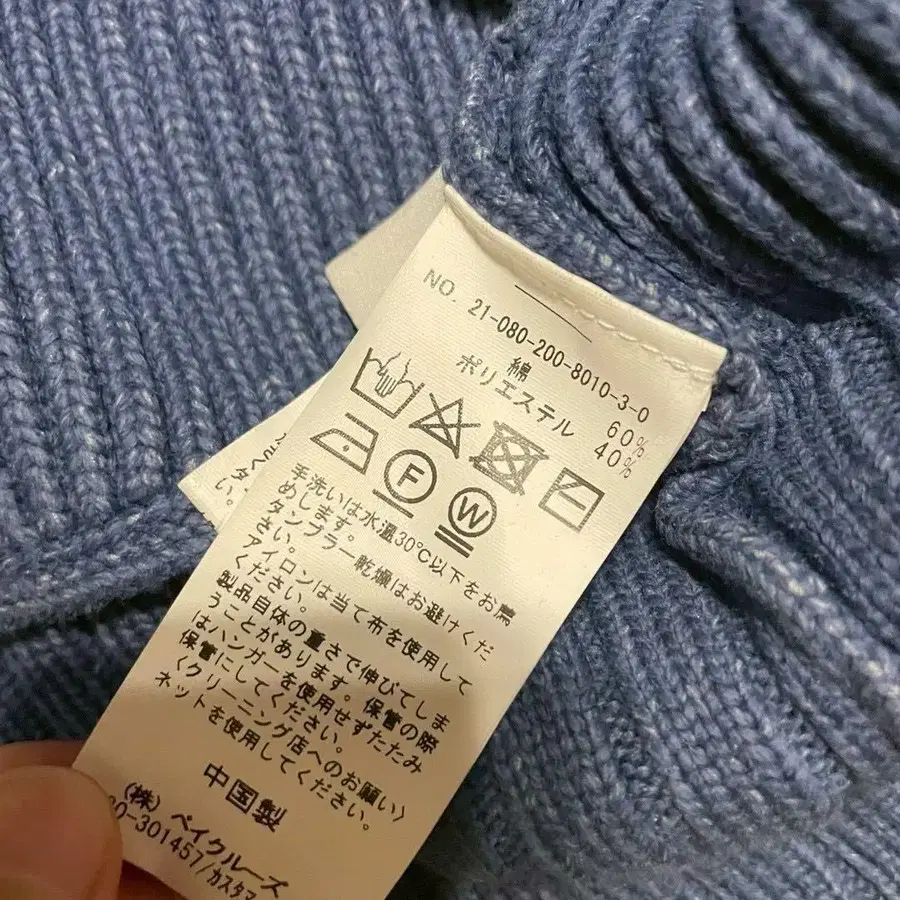 NO. 21-080-200-8010-3-0
綿 60%
ポリエステル 40%
F
W
手洗いは水温30℃以下をお薦
めします。
タンブラー乾燥はお避けくだ
さい。
アイロンは当て布を使用して
ください。
製品自体の重さで伸びてしま
うことがあります。保管の際
はハンガーを使用せずたたみ
保管にしてください。
〈クリーニング店へのお願い〉
ネットを使用してください。
中国製
(株) ベイクルーズ
0-301457/カスタマ
い。